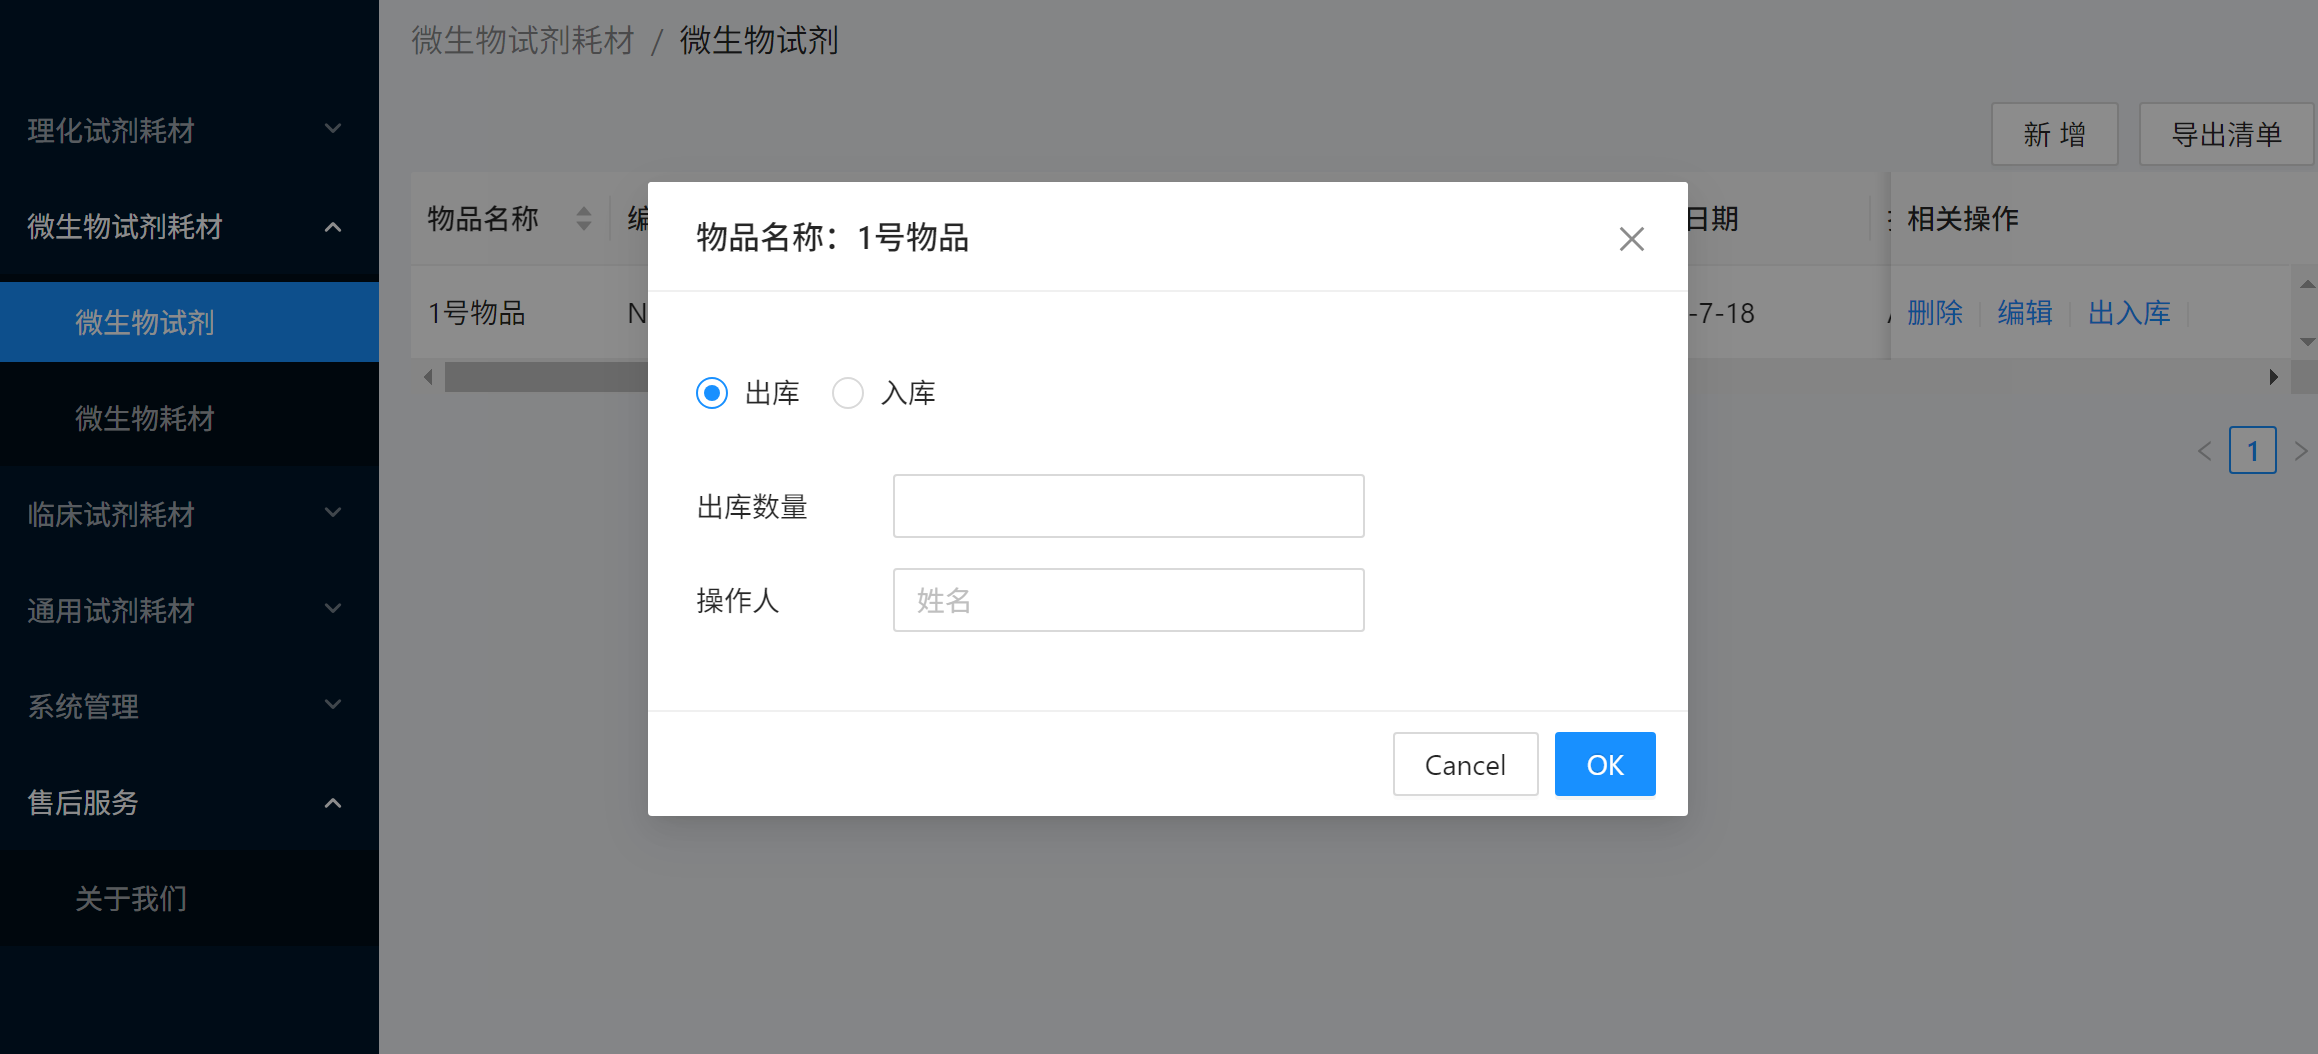 微生物试剂耗材 / 微生物试剂
理化试剂耗材
微生物试剂耗材
微生物试剂
微生物耗材
临床试剂耗材
通用试剂耗材
系统管理
售后服务
关于我们
新 增
导出清单
物品名称
编
日期
相关操作
1号物品
N
-7-18
删除
编辑
出入库
1
物品名称：1号物品
出库
入库
出库数量
操作人
姓名
Cancel
OK